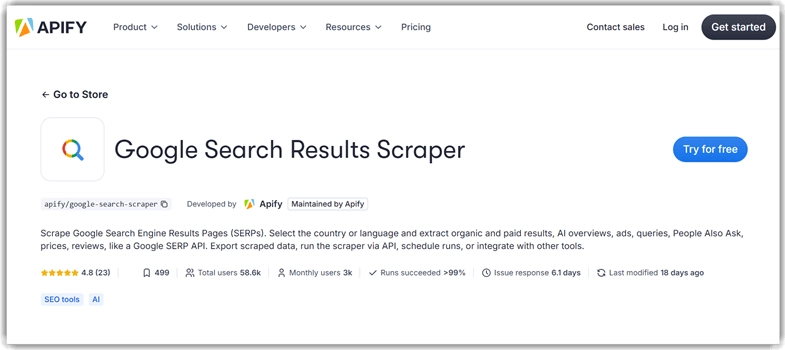 APIFY Product Solutions Developers Resources Pricing Contact sales Log in Get started
← Go to Store
Google Search Results Scraper Try for free
apify/google-search-scraper Developed by Apify Maintained by Apify
Scrape Google Search Engine Results Pages (SERPs). Select the country or language and extract organic and paid results, AI overviews, ads, queries, People Also Ask,
prices, reviews, like a Google SERP API. Export scraped data, run the scraper via API, schedule runs, or integrate with other tools.
4.8 (23) 499 Total users 58.6k Monthly users 3k Runs succeeded >99% Issue response 6.1 days Last modified 18 days ago
SEO tools AI